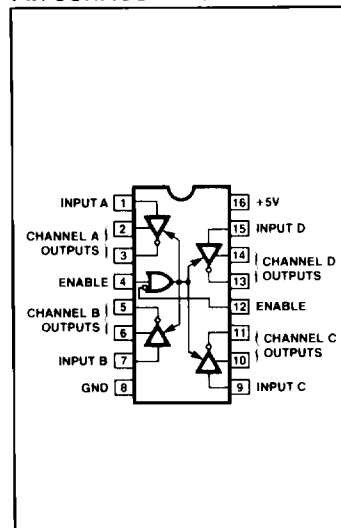 INPUT A 1
2
CHANNEL A
OUTPUTS
3
ENABLE 4
CHANNEL B 5
OUTPUTS
6
INPUT B 7
GND 8
16 +5V
15 INPUT D
14
CHANNEL D
OUTPUTS
13
12 ENABLE
11
CHANNEL C
OUTPUTS
10
9 INPUT C